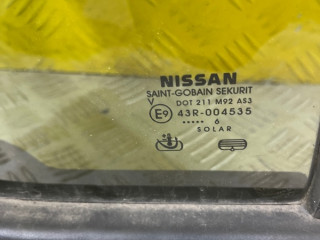 NISSAN
SAINT-GOBAIN SEKURIT
V DOT 211 M92 AS3
E9 43R-004535
..... 6
SOLAR